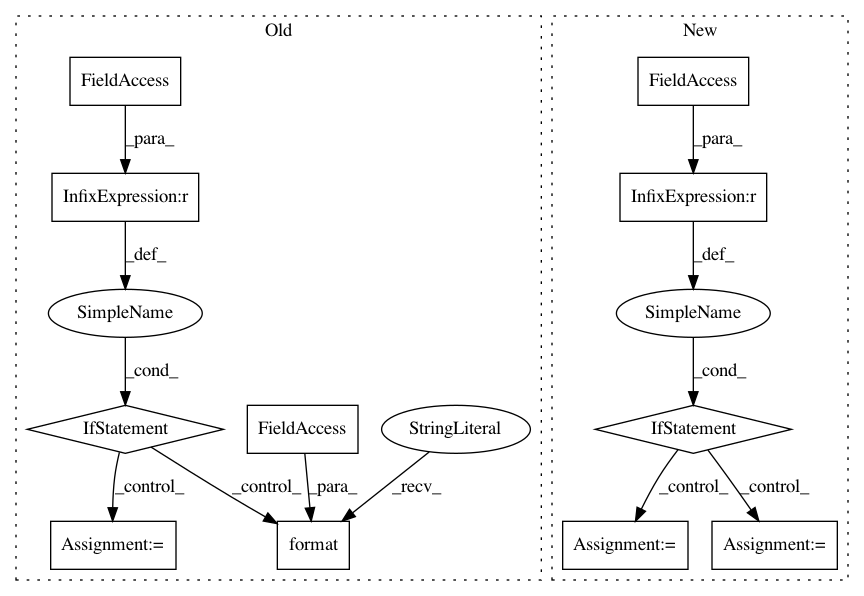 Old
New
FieldAccess
FieldAccess
_para_
_para_
InfixExpression:r
InfixExpression:r
_def_
_def_
SimpleName
SimpleName
_cond_
_cond_
IfStatement
FieldAccess
StringLiteral
IfStatement
_control_
_control_
_para_
_recv_
_control_
_control_
Assignment:=
format
Assignment:=
Assignment:=